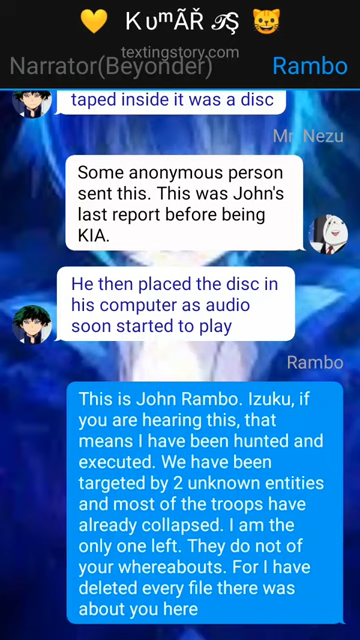 💛 KυᵐÃŘ 𝒯Ş 😺
textingstory.com
Narrator(Beyonder) Rambo
taped inside it was a disc
Mr. Nezu
Some anonymous person
sent this. This was John's
last report before being
KIA.
He then placed the disc in
his computer as audio
soon started to play
Rambo
This is John Rambo. Izuku, if
you are hearing this, that
means I have been hunted and
executed. We have been
targeted by 2 unknown entities
and most of the troops have
already collapsed. I am the
only one left. They do not of
your whereabouts. For I have
deleted every file there was
about you here